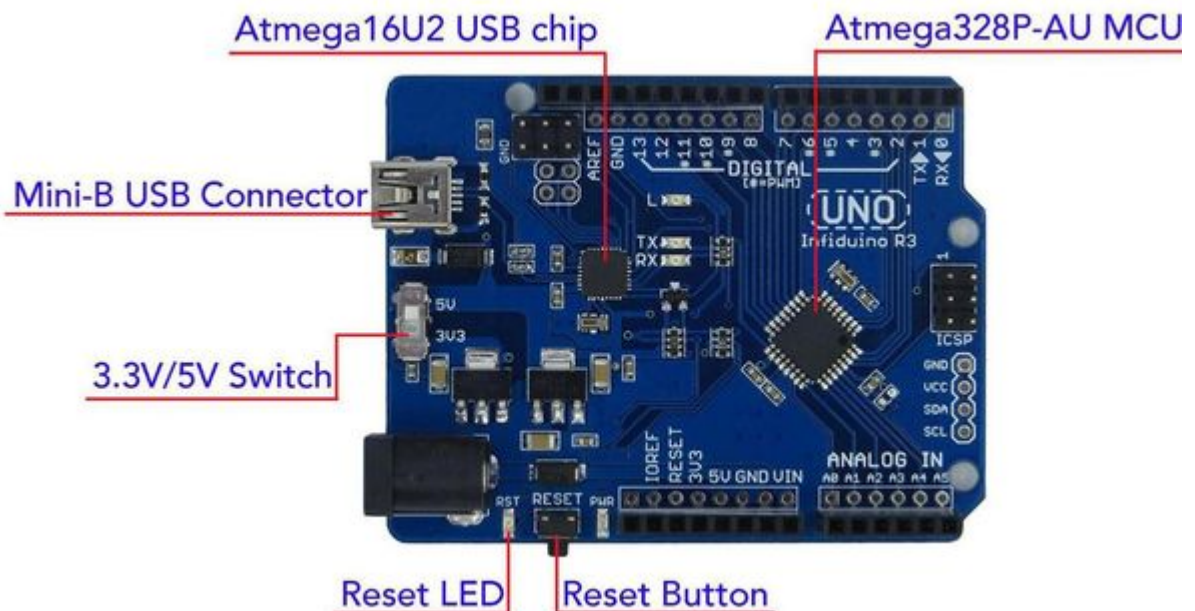 Atmega16U2 USB chip
Atmega328P-AU MCU
Mini-B USB Connector
3.3V/5V Switch
Reset LED
Reset Button
GND
AREF
GND
13
12
*11
*10
*9
8
7
*6
*5
4
*3
2
TX▶1
RX◀0
DIGITAL
[*=PWM]
L
TX
RX
UNO
Infiduino R3
1
ICSP
5V
3V3
GND
VCC
SDA
SCL
IOREF
RESET
3V3
5V GND VIN
ANALOG IN
A0 A1 A2 A3 A4 A5
RST
RESET
PWR